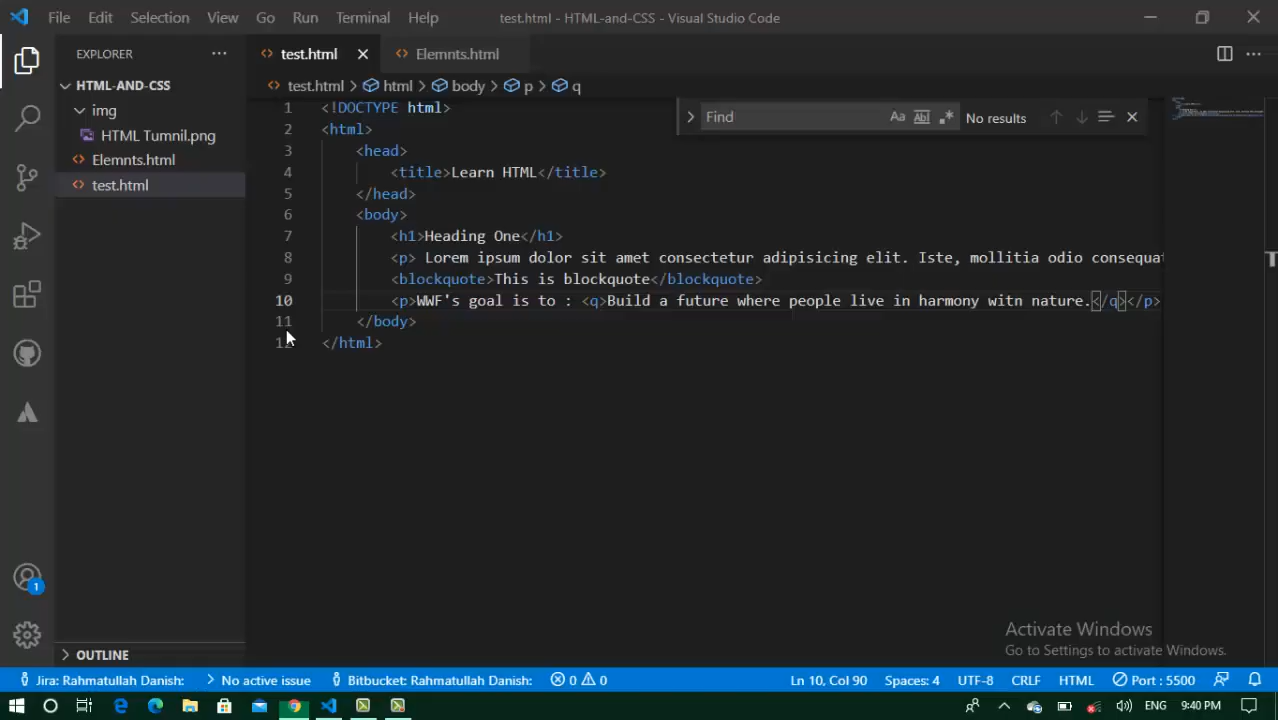 File Edit Selection View Go Run Terminal Help test.html - HTML-and-CSS - Visual Studio Code
EXPLORER ··· test.html Elemnts.html
HTML-AND-CSS test.html > html > body > p > q
img
HTML Tumnil.png
Elemnts.html
test.html
Find Aa Abl .* No results
1 <!DOCTYPE html>
2 <html>
3 <head>
4 <title>Learn HTML</title>
5 </head>
6 <body>
7 <h1>Heading One</h1>
8 <p> Lorem ipsum dolor sit amet consectetur adipisicing elit. Iste, mollitia odio consequat
9 <blockquote>This is blockquote</blockquote>
10 <p>WWF's goal is to : <q>Build a future where people live in harmony witn nature.</q></p>
11 </body>
12 </html>
1
OUTLINE
Activate Windows
Go to Settings to activate Windows.
Jira: Rahmatullah Danish: > No active issue Bitbucket: Rahmatullah Danish: 0 0 Ln 10, Col 90 Spaces: 4 UTF-8 CRLF HTML Port : 5500
ENG 9:40 PM